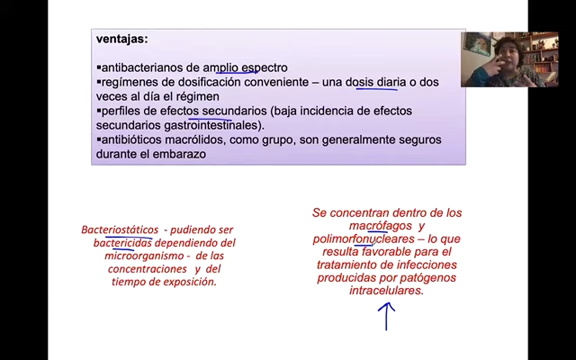 ventajas:
▪antibacterianos de amplio espectro
▪regímenes de dosificación conveniente – una dosis diaria o dos
veces al día el régimen
▪perfiles de efectos secundarios (baja incidencia de efectos
secundarios gastrointestinales).
▪antibióticos macrólidos, como grupo, son generalmente seguros
durante el embarazo
Bacteriostáticos - pudiendo ser
bactericidas dependiendo del
microorganismo - de las
concentraciones y del
tiempo de exposición.
Se concentran dentro de los
macrófagos y
polimorfonucleares – lo que
resulta favorable para el
tratamiento de infecciones
producidas por patógenos
intracelulares.